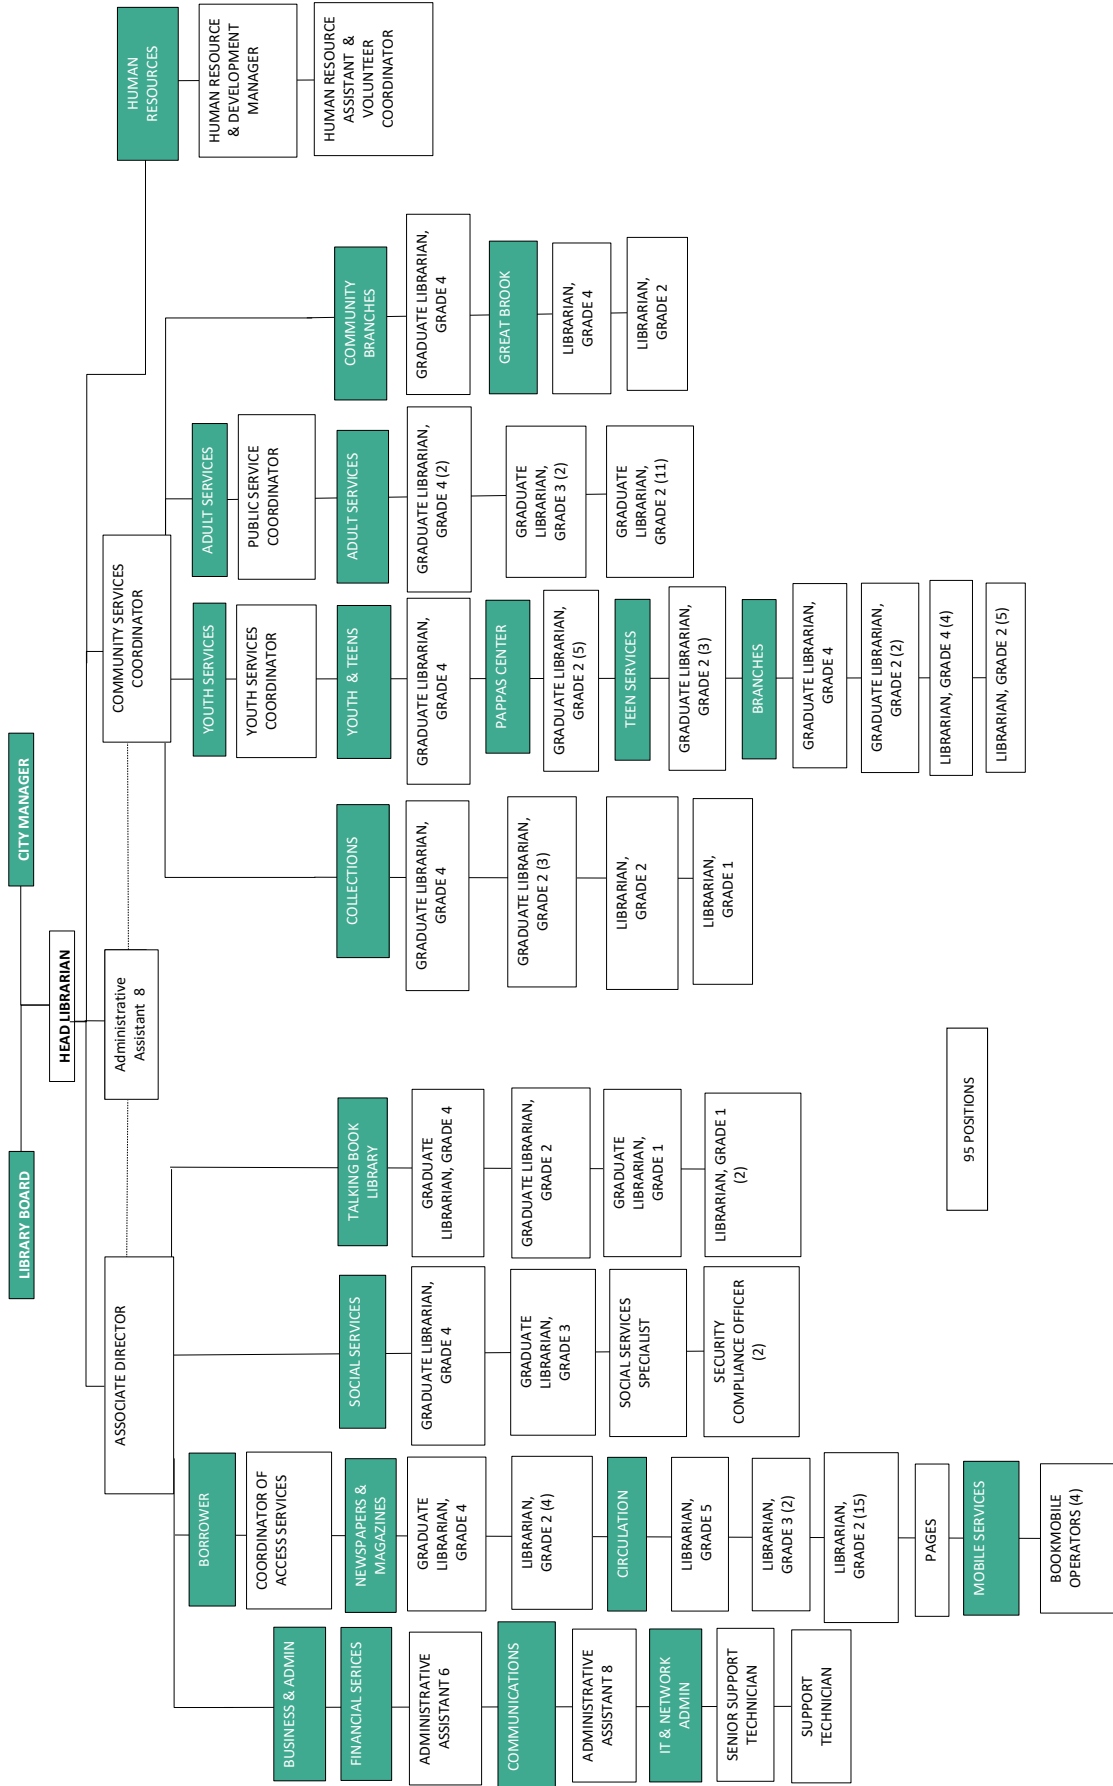 LIBRARY BOARD
CITY MANAGER
HEAD LIBRARIAN
Administrative
Assistant 8
ASSOCIATE DIRECTOR
COMMUNITY SERVICES
COORDINATOR
HUMAN
RESOURCES
HUMAN RESOURCE
& DEVELOPMENT
MANAGER
HUMAN RESOURCE
ASSISTANT &
VOLUNTEER
COORDINATOR
BUSINESS & ADMIN
FINANCIAL SERICES
ADMINISTRATIVE
ASSISTANT 6
COMMUNICATIONS
ADMINISTRATIVE
ASSISTANT 8
IT & NETWORK
ADMIN
SENIOR SUPPORT
TECHNICIAN
SUPPORT
TECHNICIAN
BORROWER
COORDINATOR OF
ACCESS SERVICES
NEWSPAPERS &
MAGAZINES
GRADUATE
LIBRARIAN,
GRADE 4
LIBRARIAN,
GRADE 2 (4)
CIRCULATION
LIBRARIAN,
GRADE 5
LIBRARIAN,
GRADE 3 (2)
LIBRARIAN,
GRADE 2 (15)
PAGES
MOBILE SERVICES
BOOKMOBILE
OPERATORS (4)
SOCIAL SERVICES
GRADUATE LIBRARIAN,
GRADE 4
GRADUATE
LIBRARIAN,
GRADE 3
SOCIAL SERVICES
SPECIALIST
SECURITY
COMPLIANCE OFFICER
(2)
TALKING BOOK
LIBRARY
GRADUATE
LIBRARIAN, GRADE 4
GRADUATE LIBRARIAN,
GRADE 2
GRADUATE
LIBRARIAN,
GRADE 1
LIBRARIAN, GRADE 1
(2)
COLLECTIONS
GRADUATE LIBRARIAN,
GRADE 4
GRADUATE LIBRARIAN,
GRADE 2 (3)
LIBRARIAN,
GRADE 2
LIBRARIAN,
GRADE 1
YOUTH SERVICES
YOUTH SERVICES
COORDINATOR
YOUTH & TEENS
GRADUATE LIBRARIAN,
GRADE 4
PAPPAS CENTER
GRADUATE LIBRARIAN,
GRADE 2 (5)
TEEN SERVICES
GRADUATE LIBRARIAN,
GRADE 2 (3)
BRANCHES
GRADUATE LIBRARIAN,
GRADE 4
GRADUATE LIBRARIAN,
GRADE 2 (2)
LIBRARIAN, GRADE 4 (4)
LIBRARIAN, GRADE 2 (5)
ADULT SERVICES
PUBLIC SERVICE
COORDINATOR
ADULT SERVICES
GRADUATE LIBRARIAN,
GRADE 4 (2)
GRADUATE
LIBRARIAN,
GRADE 3 (2)
GRADUATE
LIBRARIAN,
GRADE 2 (11)
COMMUNITY
BRANCHES
GRADUATE LIBRARIAN,
GRADE 4
GREAT BROOK
LIBRARIAN,
GRADE 4
LIBRARIAN,
GRADE 2
95 POSITIONS